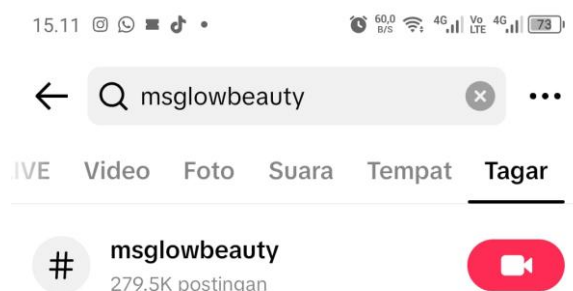 15.11 60,0 B/S 4G Vo LTE 4G 73
msglowbeauty
IVE Video Foto Suara Tempat Tagar
# msglowbeauty
279.5K postingan